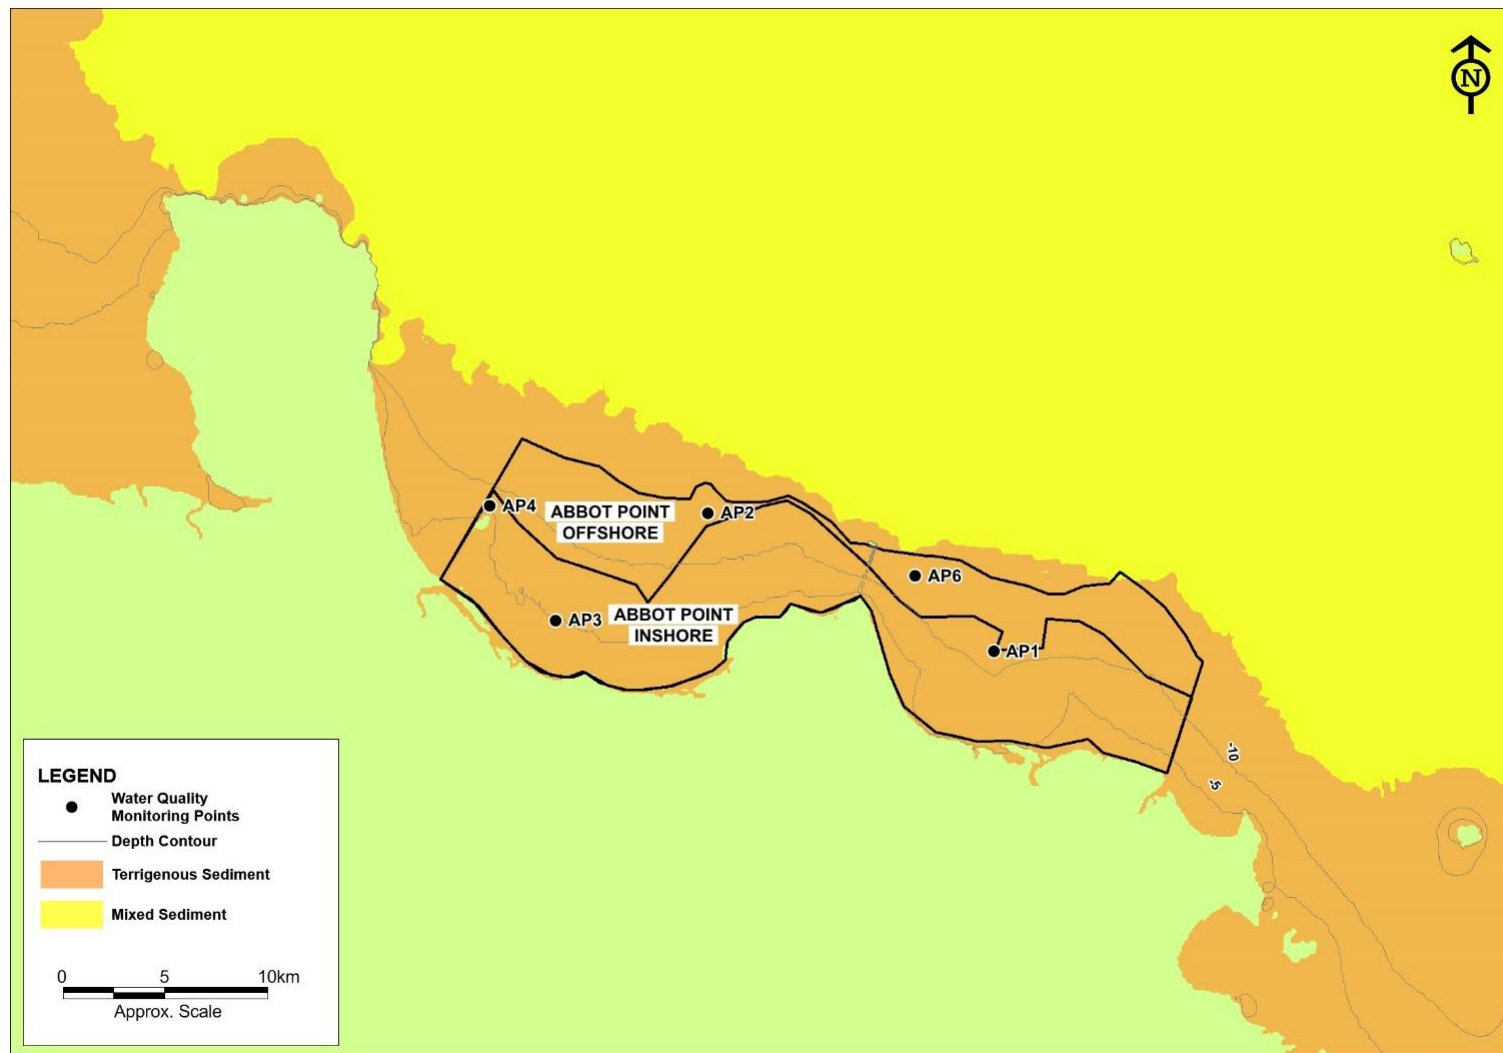 N
AP4
ABBOT POINT
OFFSHORE
AP2
AP6
AP3
ABBOT POINT
INSHORE
AP1
-10
-5
LEGEND
Water Quality
Monitoring Points
Depth Contour
Terrigenous Sediment
Mixed Sediment
0 5 10km
Approx. Scale